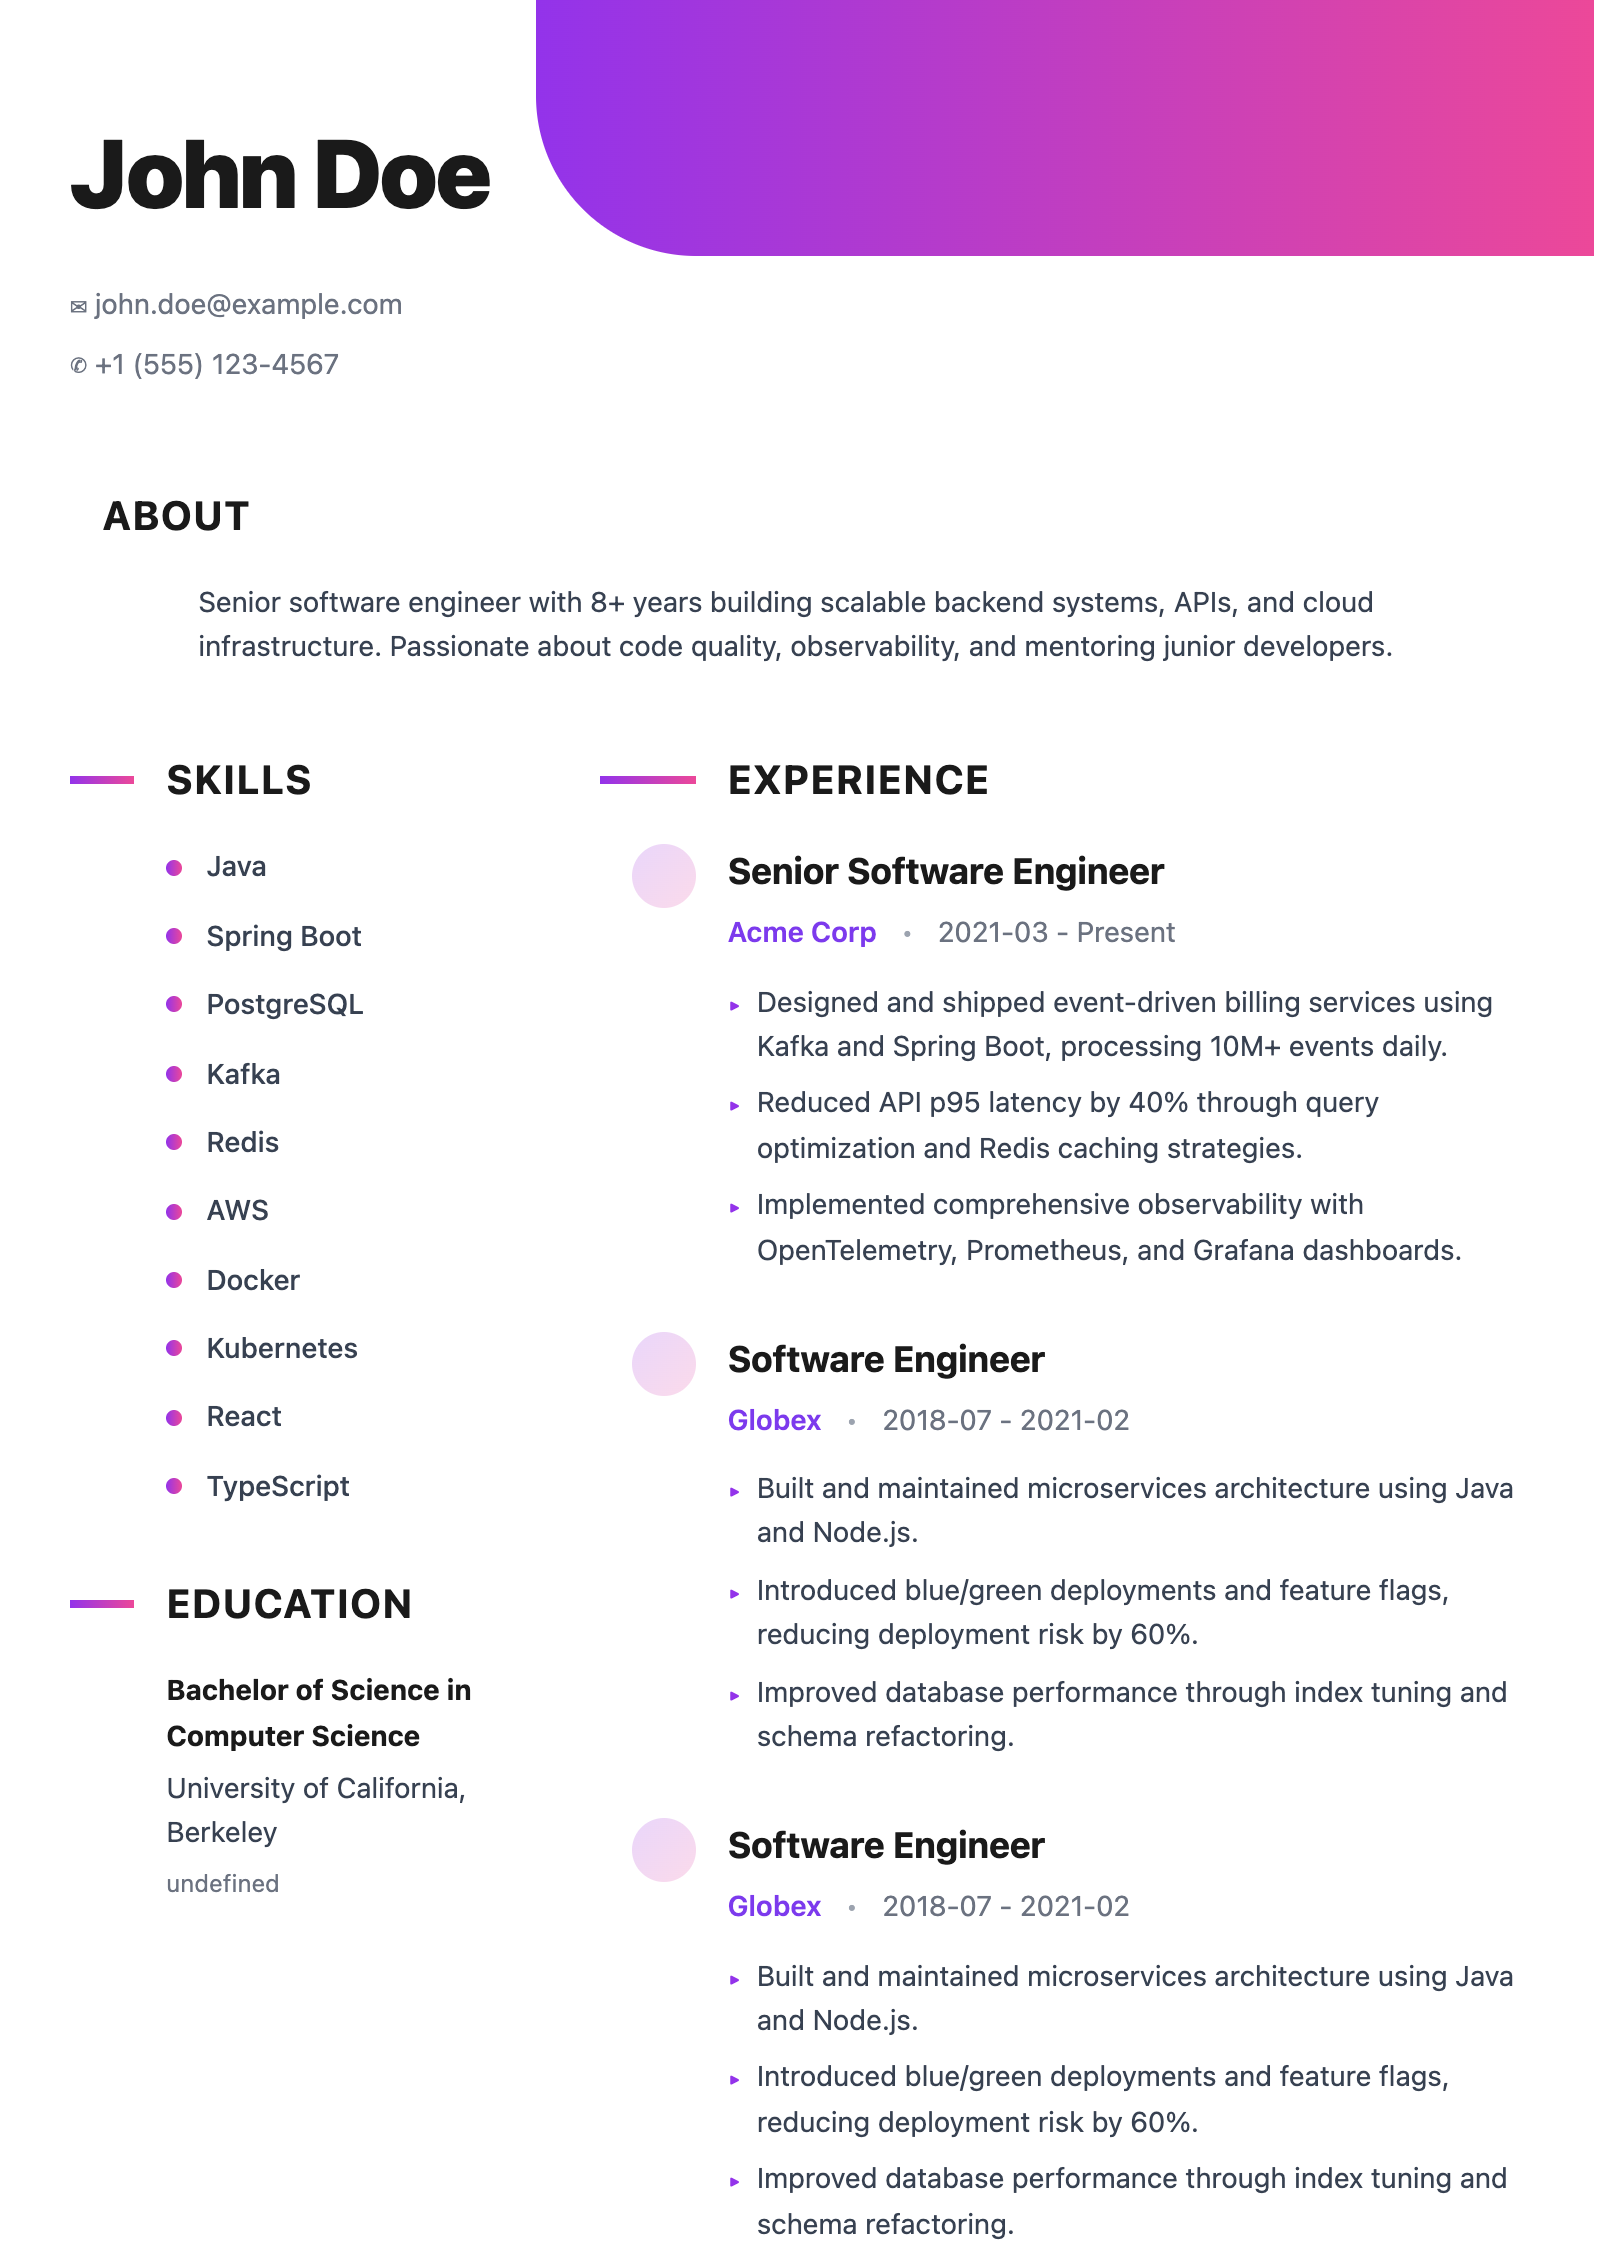 John Doe
✉ john.doe@example.com
✆ +1 (555) 123-4567
ABOUT
Senior software engineer with 8+ years building scalable backend systems, APIs, and cloud
infrastructure. Passionate about code quality, observability, and mentoring junior developers.
SKILLS
Java
Spring Boot
PostgreSQL
Kafka
Redis
AWS
Docker
Kubernetes
React
TypeScript
EDUCATION
Bachelor of Science in
Computer Science
University of California,
Berkeley
undefined
EXPERIENCE
Senior Software Engineer
Acme Corp • 2021-03 - Present
▸ Designed and shipped event-driven billing services using
Kafka and Spring Boot, processing 10M+ events daily.
▸ Reduced API p95 latency by 40% through query
optimization and Redis caching strategies.
▸ Implemented comprehensive observability with
OpenTelemetry, Prometheus, and Grafana dashboards.
Software Engineer
Globex • 2018-07 - 2021-02
▸ Built and maintained microservices architecture using Java
and Node.js.
▸ Introduced blue/green deployments and feature flags,
reducing deployment risk by 60%.
▸ Improved database performance through index tuning and
schema refactoring.
Software Engineer
Globex • 2018-07 - 2021-02
▸ Built and maintained microservices architecture using Java
and Node.js.
▸ Introduced blue/green deployments and feature flags,
reducing deployment risk by 60%.
▸ Improved database performance through index tuning and
schema refactoring.